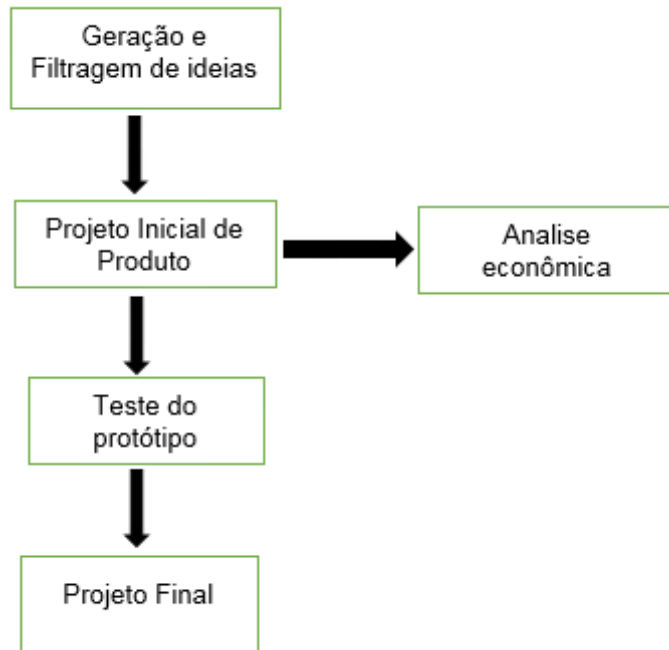 Geração e
Filtragem de ideias
Projeto Inicial de
Produto
Analise
econômica
Teste do
protótipo
Projeto Final